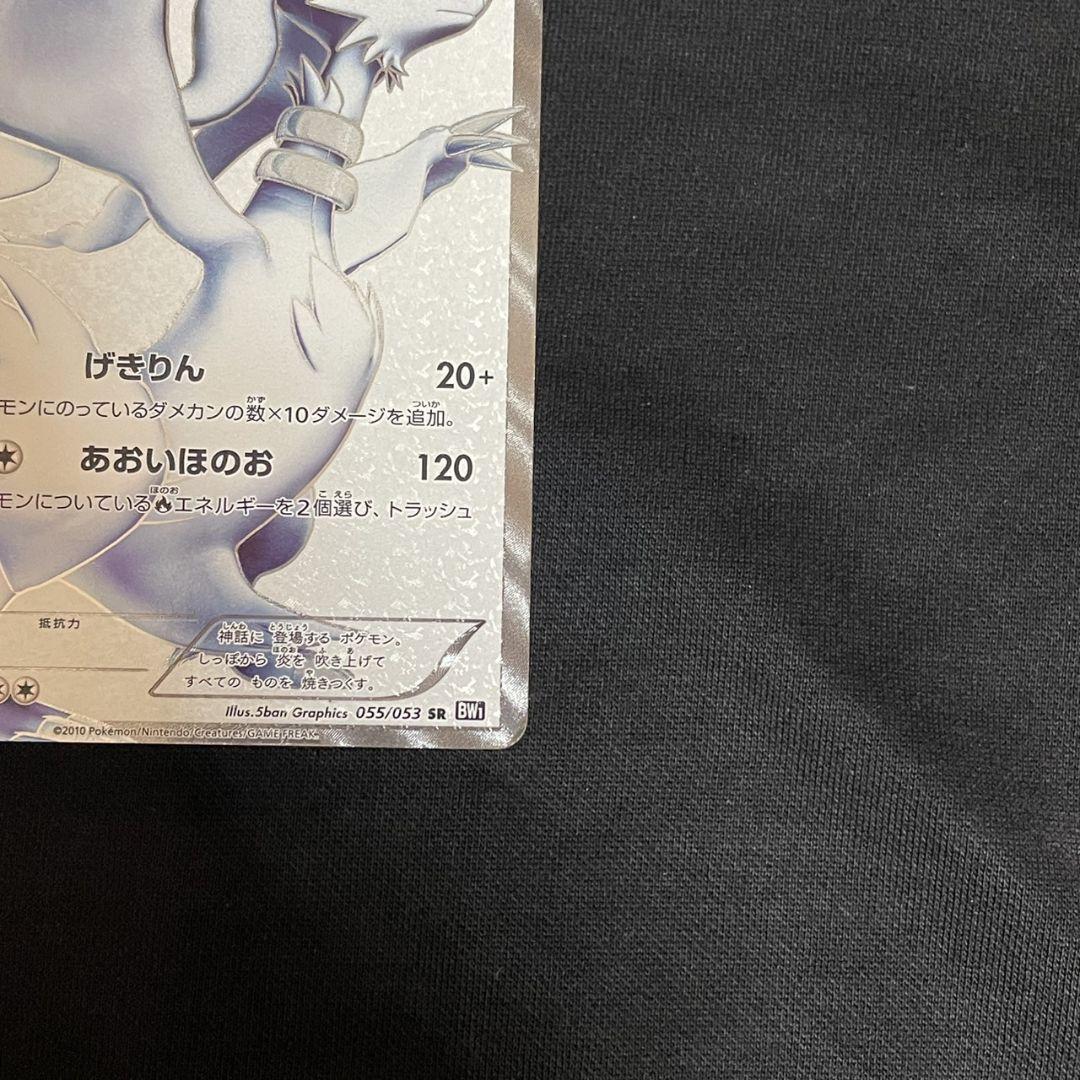 げきりん 20+
モンにのっているダメカンの数×10ダメージを追加。
あおいほのお 120
モンについているエネルギーを2個選び、トラッシュ
抵抗力
神話に 登場する ポケモン。
しっぽから 炎を 吹き上げて
すべての ものを 焼きつくす。
Illus.5ban Graphics 055/053 SR BW1
©2010 Pokémon/Nintendo/Creatures/GAME FREAK.